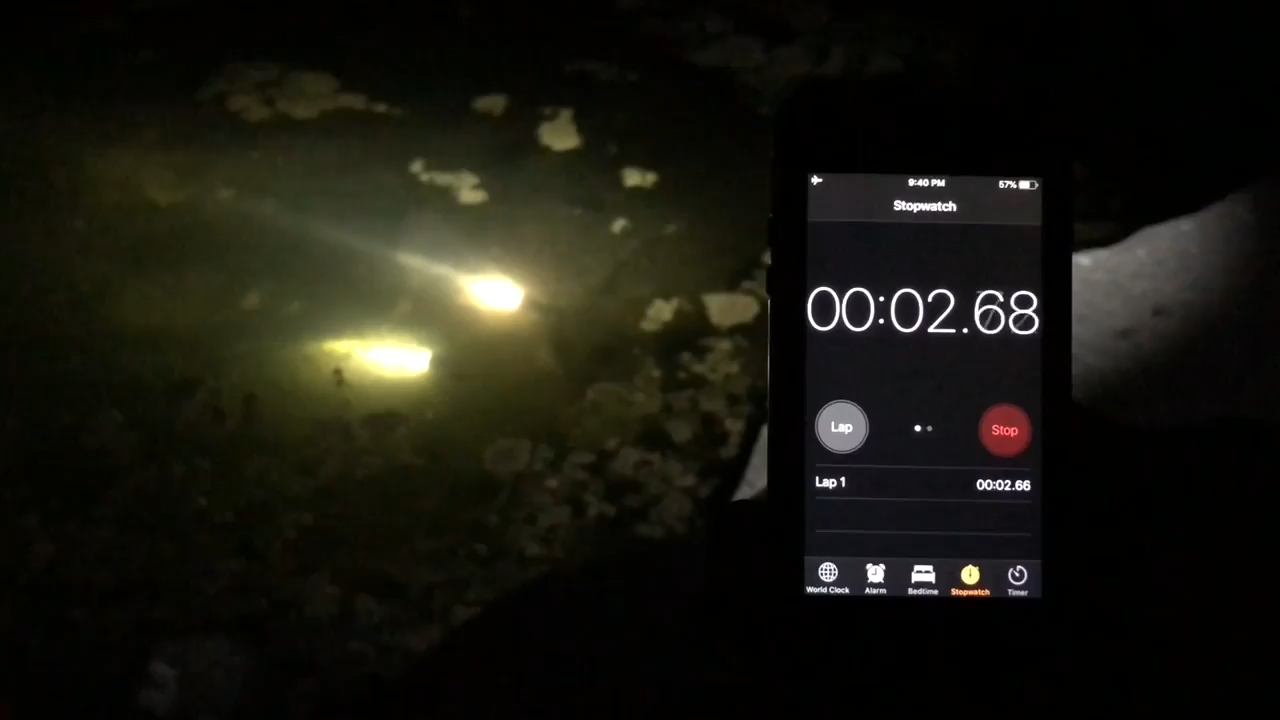 9:40 PM 57%
Stopwatch
00:02.68
Lap Stop
Lap 1 00:02.66
World Clock Alarm Bedtime Stopwatch Timer